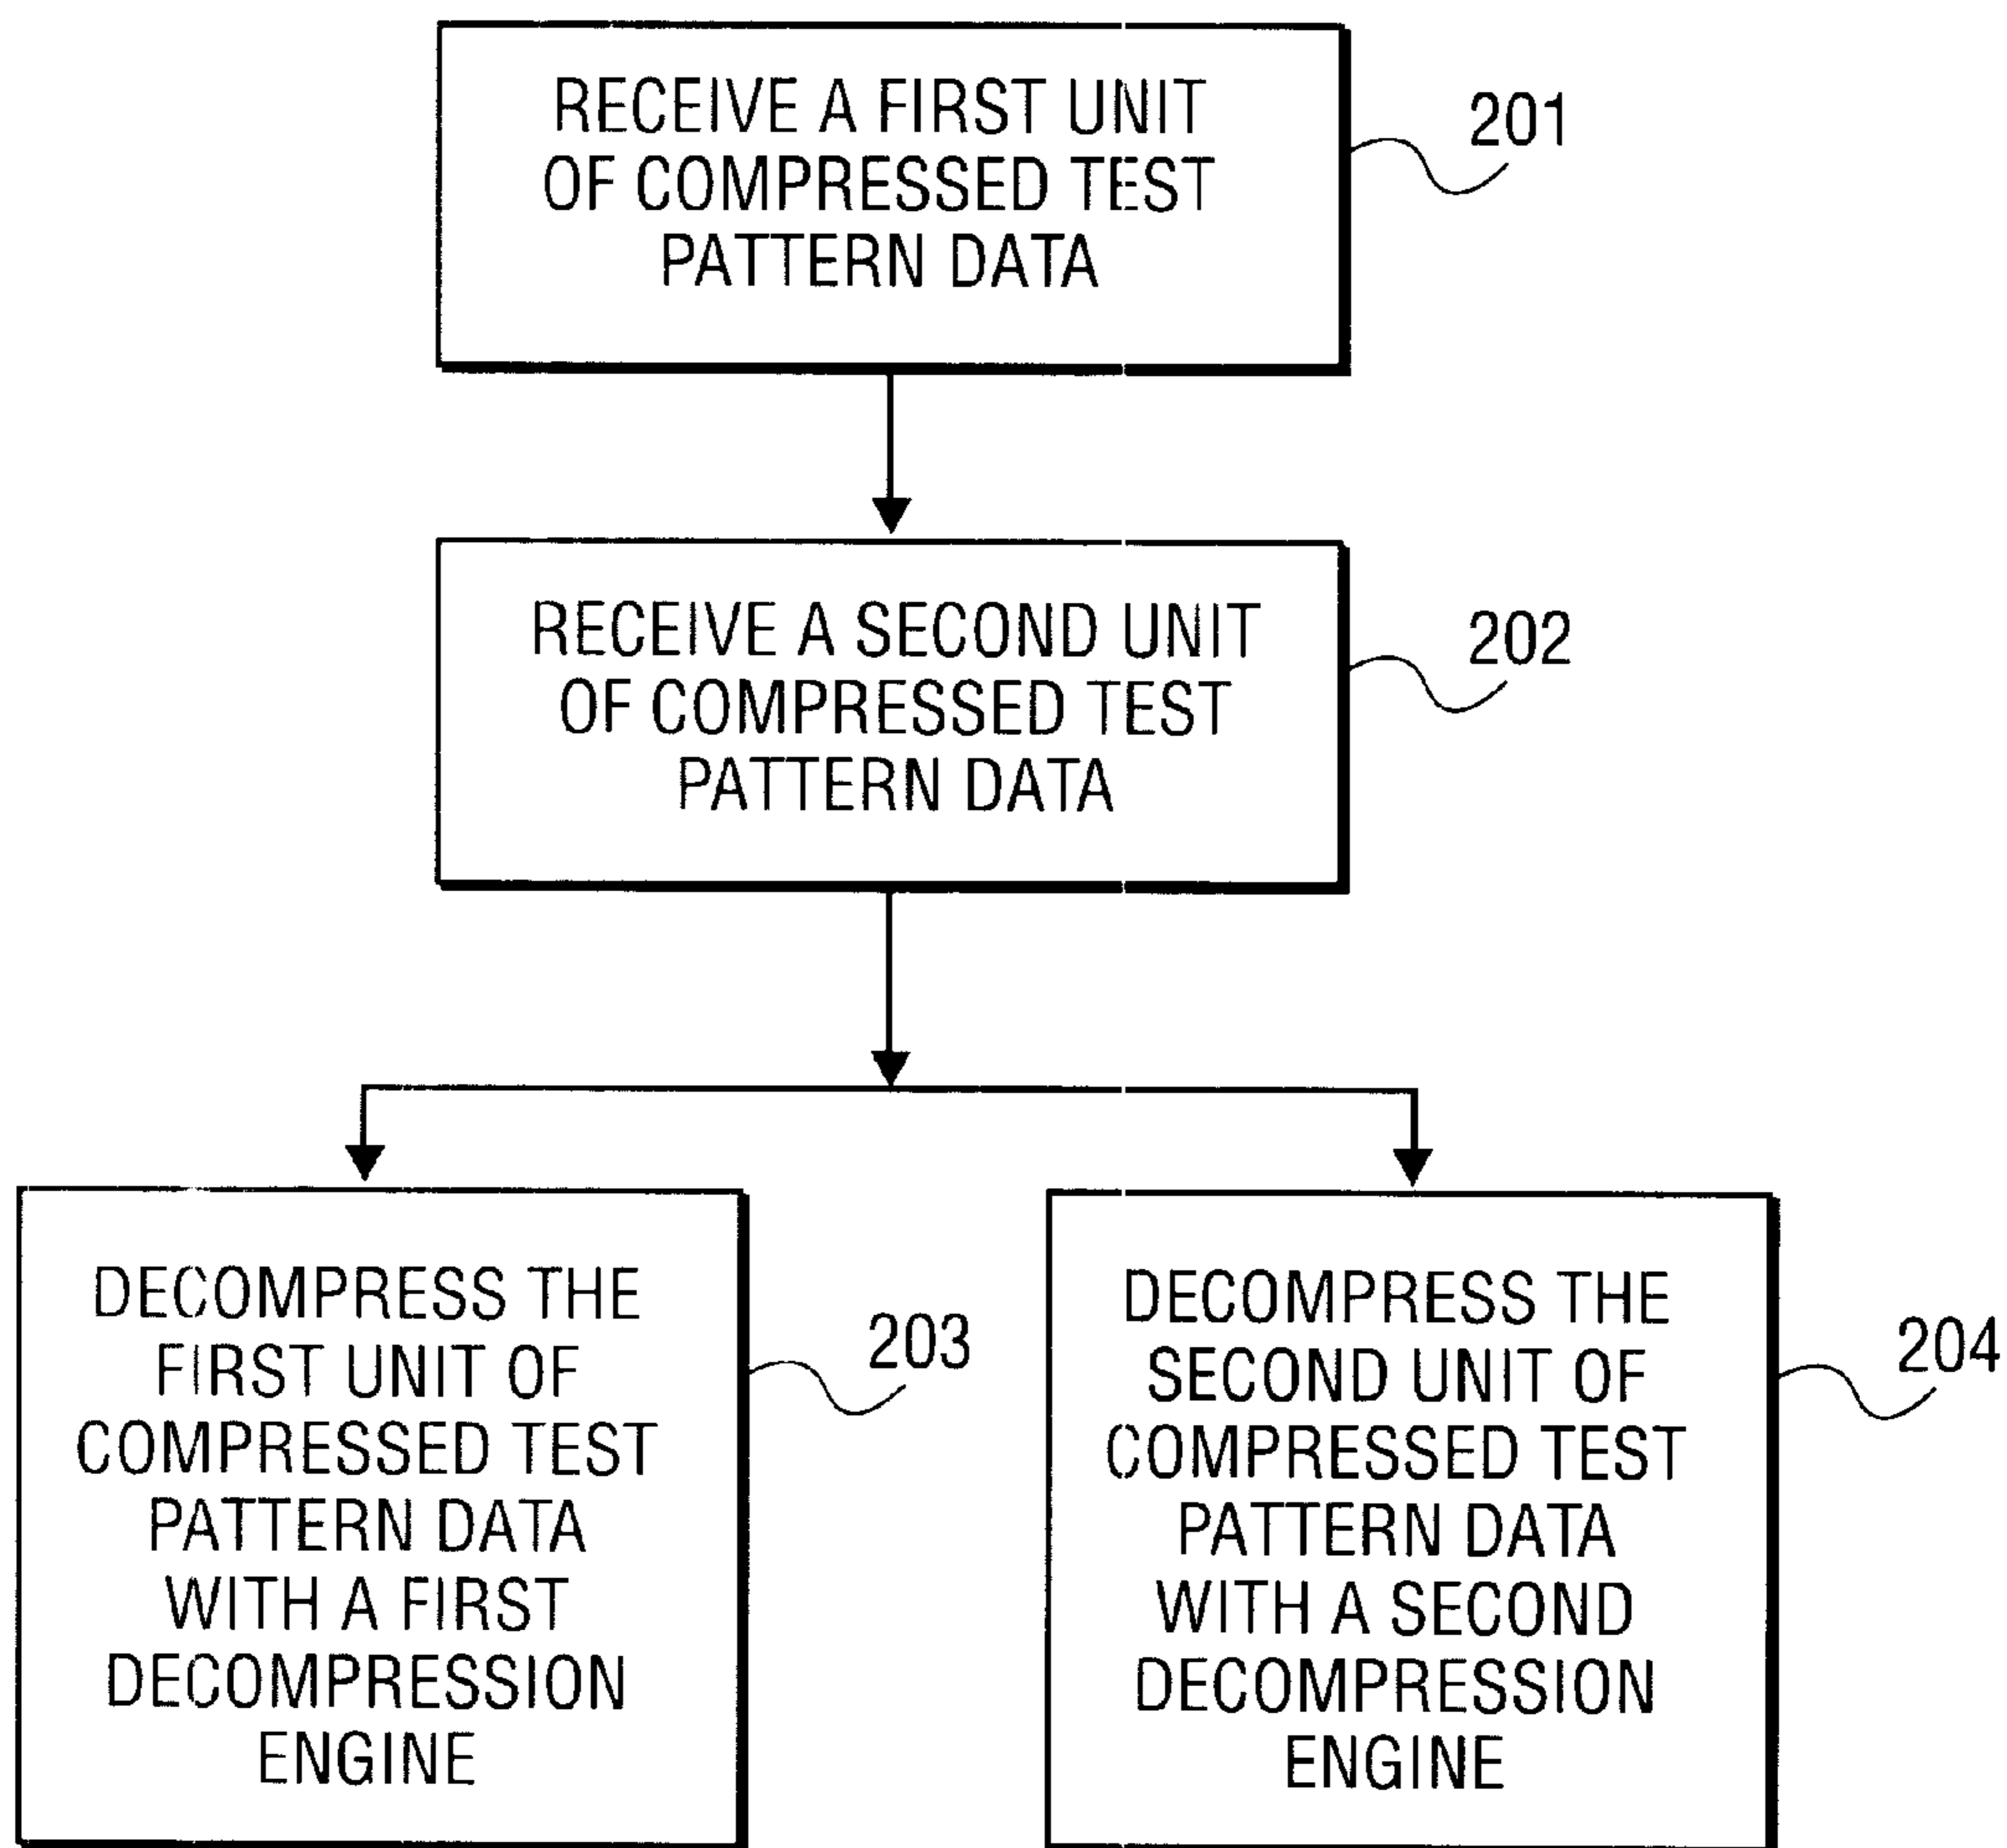 RECEIVE A FIRST UNIT
OF COMPRESSED TEST
PATTERN DATA
201
RECEIVE A SECOND UNIT
OF COMPRESSED TEST
PATTERN DATA
202
DECOMPRESS THE
FIRST UNIT OF
COMPRESSED TEST
PATTERN DATA
WITH A FIRST
DECOMPRESSION
ENGINE
203
DECOMPRESS THE
SECOND UNIT OF
COMPRESSED TEST
PATTERN DATA
WITH A SECOND
DECOMPRESSION
ENGINE
204